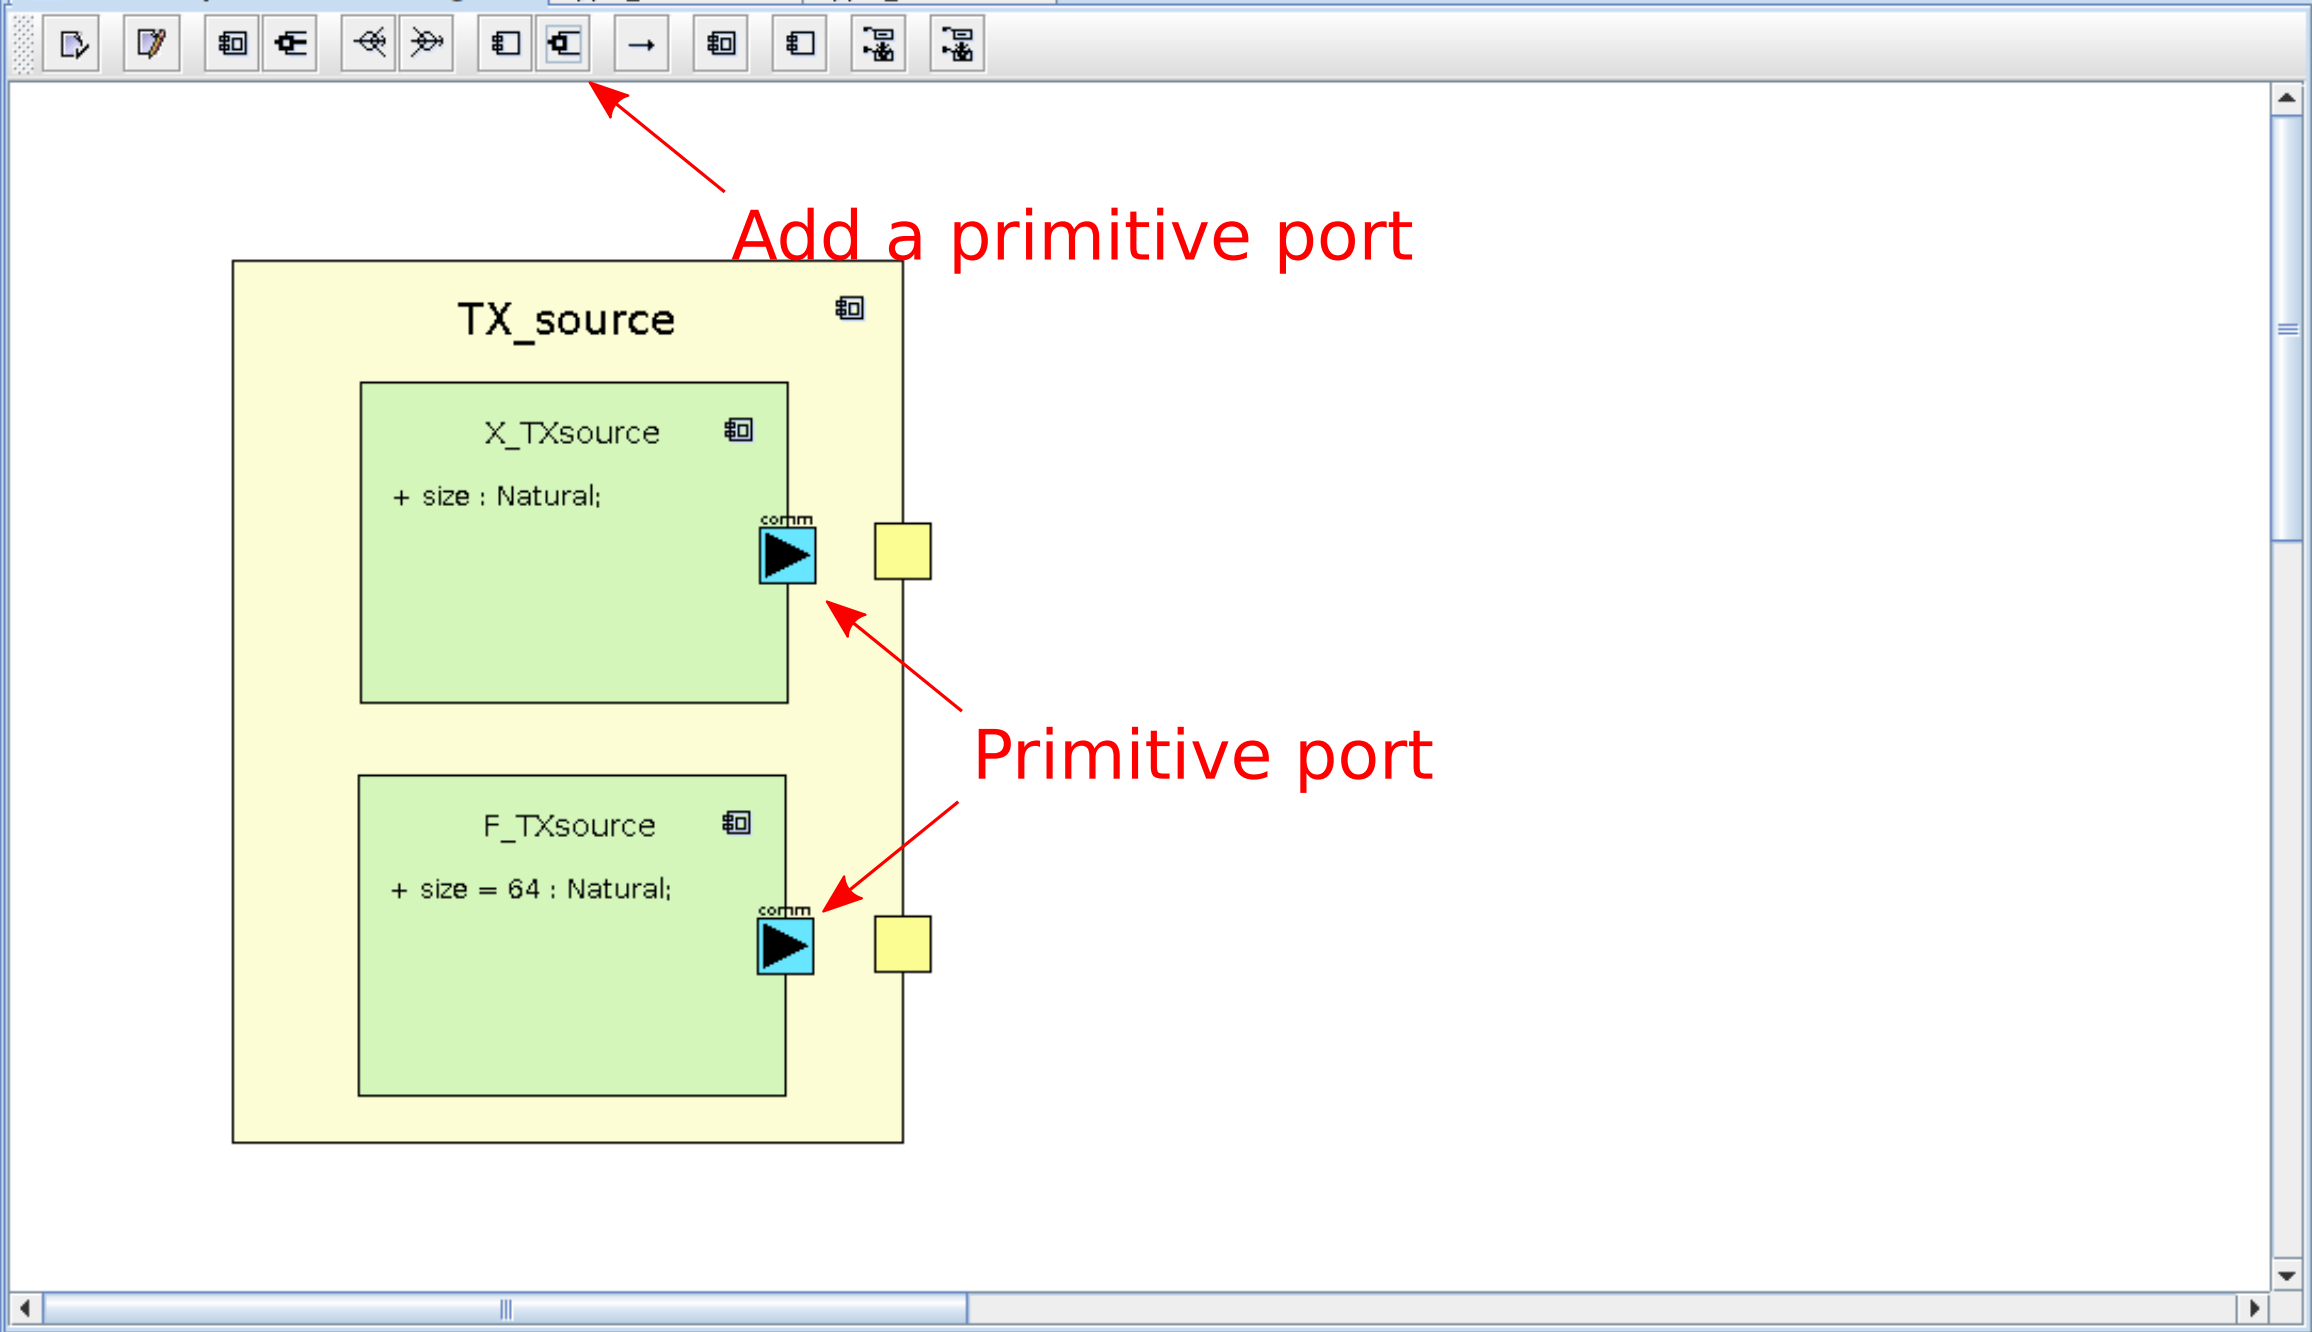 Add a primitive port
TX_source
X_TXsource
+ size : Natural;
comm
Primitive port
F_TXsource
+ size = 64 : Natural;
comm